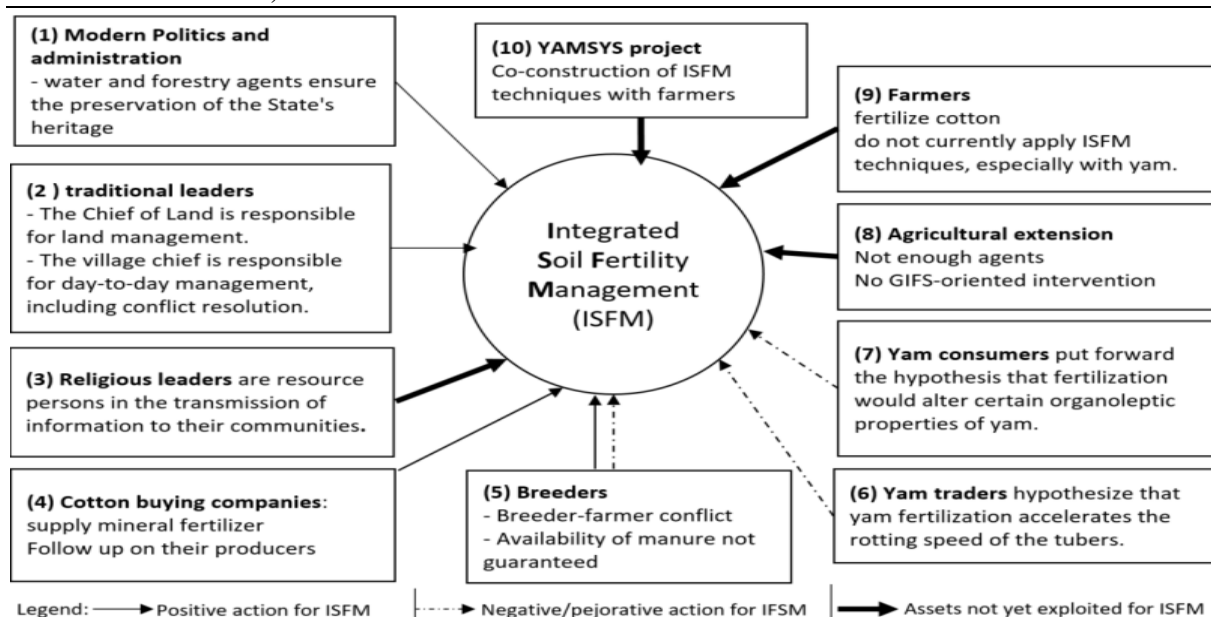 (1) Modern Politics and
administration
- water and forestry agents ensure
the preservation of the State's
heritage
(10) YAMSYS project
Co-construction of ISFM
techniques with farmers
(9) Farmers
fertilize cotton
do not currently apply ISFM
techniques, especially with yam.
(2 ) traditional leaders
- The Chief of Land is responsible
for land management.
- The village chief is responsible
for day-to-day management,
including conflict resolution.
Integrated
Soil Fertility
Management
(ISFM)
(8) Agricultural extension
Not enough agents
No GIFS-oriented intervention
(3) Religious leaders are resource
persons in the transmission of
information to their communities.
(7) Yam consumers put forward
the hypothesis that fertilization
would alter certain organoleptic
properties of yam.
(4) Cotton buying companies:
supply mineral fertilizer
Follow up on their producers
(5) Breeders
- Breeder-farmer conflict
- Availability of manure not
guaranteed
(6) Yam traders hypothesize that
yam fertilization accelerates the
rotting speed of the tubers.
Legend: Positive action for ISFM Negative/pejorative action for IFSM Assets not yet exploited for ISFM